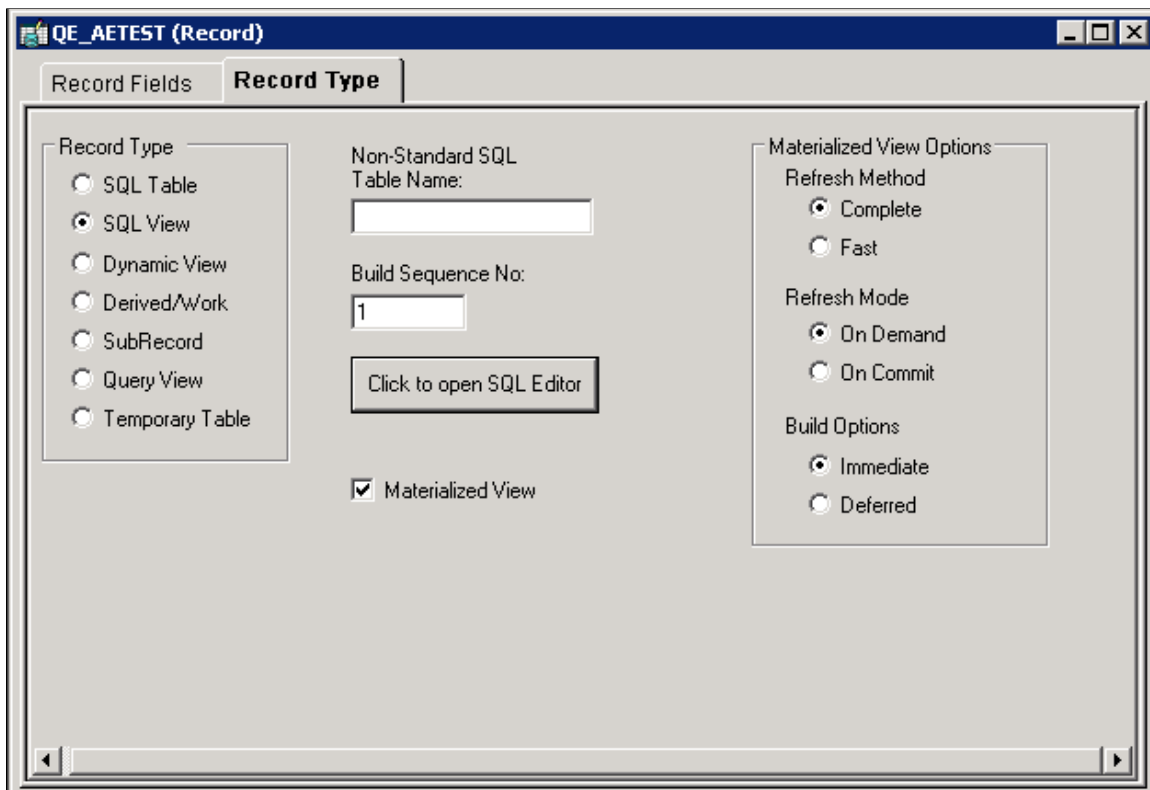 QE_AETEST (Record)
Record Fields
Record Type
Record Type
SQL Table
SQL View
Dynamic View
Derived/Work
SubRecord
Query View
Temporary Table
Non-Standard SQL
Table Name:
Build Sequence No:
1
Click to open SQL Editor
Materialized View
Materialized View Options
Refresh Method
Complete
Fast
Refresh Mode
On Demand
On Commit
Build Options
Immediate
Deferred